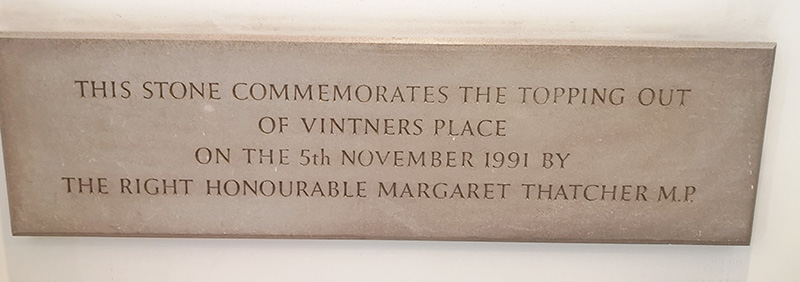 THIS STONE COMMEMORATES THE TOPPING OUT
OF VINTNERS PLACE
ON THE 5th NOVEMBER 1991 BY
THE RIGHT HONOURABLE MARGARET THATCHER M.P.